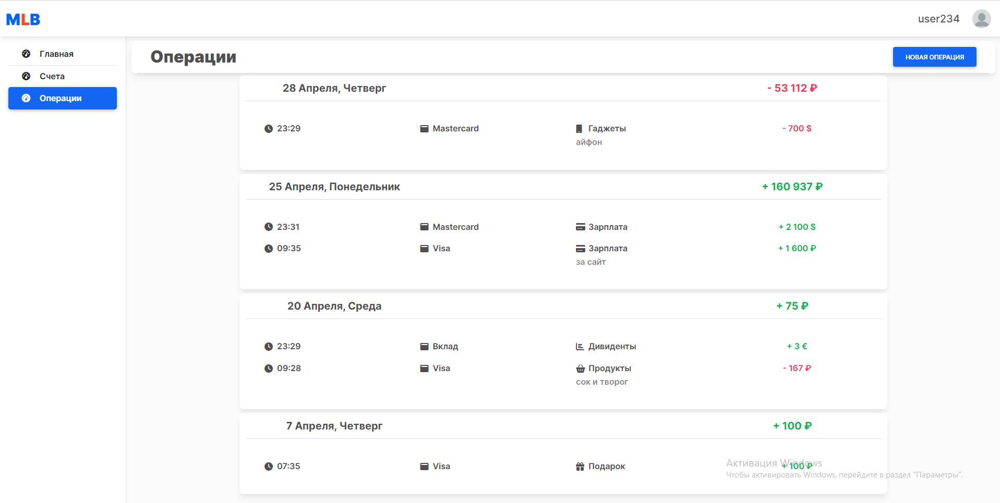 MLB
user234
Главная
Счета
Операции
Операции
НОВАЯ ОПЕРАЦИЯ
28 Апреля, Четверг - 53 112 ₽
23:29 Mastercard Гаджеты - 700 $
айфон
25 Апреля, Понедельник + 160 937 ₽
23:31 Mastercard Зарплата + 2 100 $
09:35 Visa Зарплата + 1 600 ₽
за сайт
20 Апреля, Среда + 75 ₽
23:29 Вклад Дивиденты + 3 €
09:28 Visa Продукты - 167 ₽
сок и творог
7 Апреля, Четверг + 100 ₽
07:35 Visa Подарок + 100 ₽
Активация Windows
Чтобы активировать Windows, перейдите в раздел "Параметры".